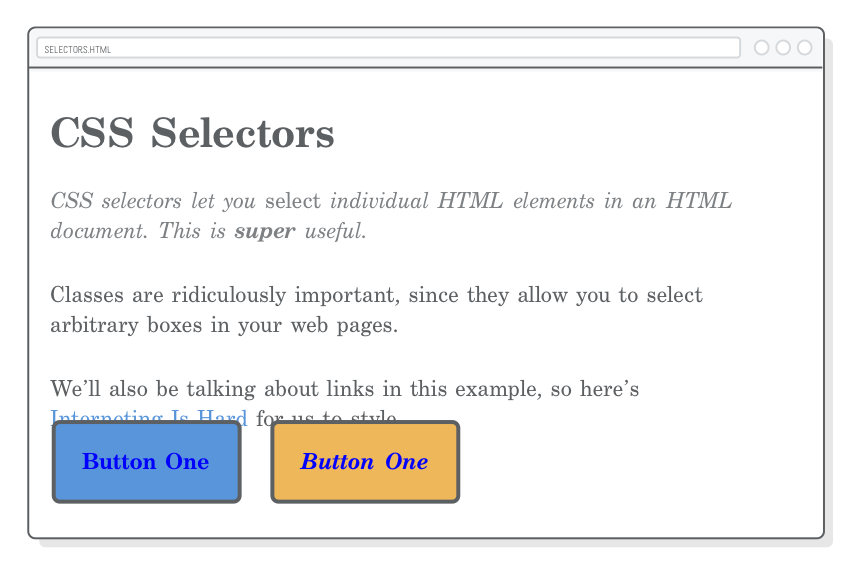 SELECTORS.HTML
CSS Selectors
CSS selectors let you select individual HTML elements in an HTML
document. This is super useful.
Classes are ridiculously important, since they allow you to select
arbitrary boxes in your web pages.
We’ll also be talking about links in this example, so here’s
Interneting Is Hard for us to style.
Button One
Button One